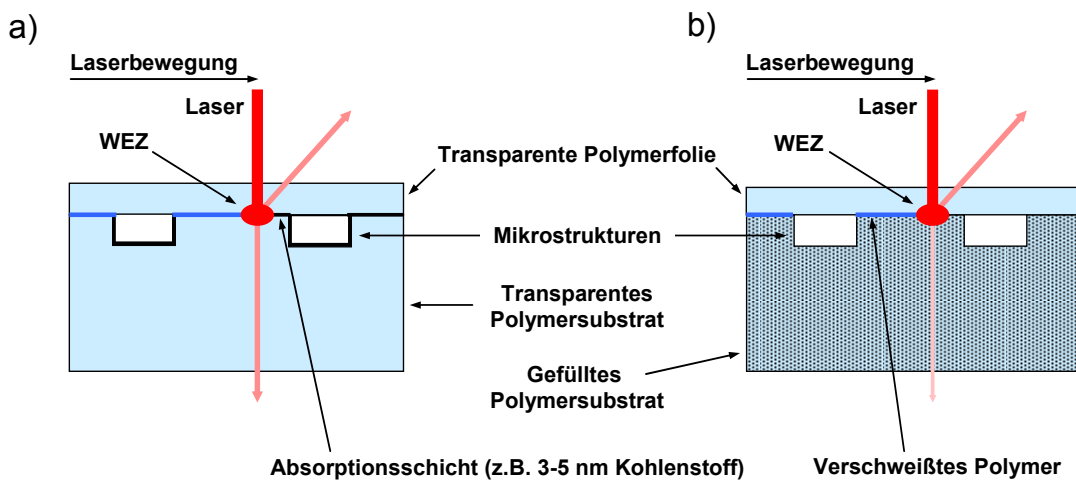 a)
Laserbewegung
Laser
WEZ
b)
Laserbewegung
Laser
WEZ
Transparente Polymerfolie
Mikrostrukturen
Transparentes
Polymersubstrat
Gefülltes
Polymersubstrat
Absorptionsschicht (z.B. 3-5 nm Kohlenstoff)
Verschweißtes Polymer